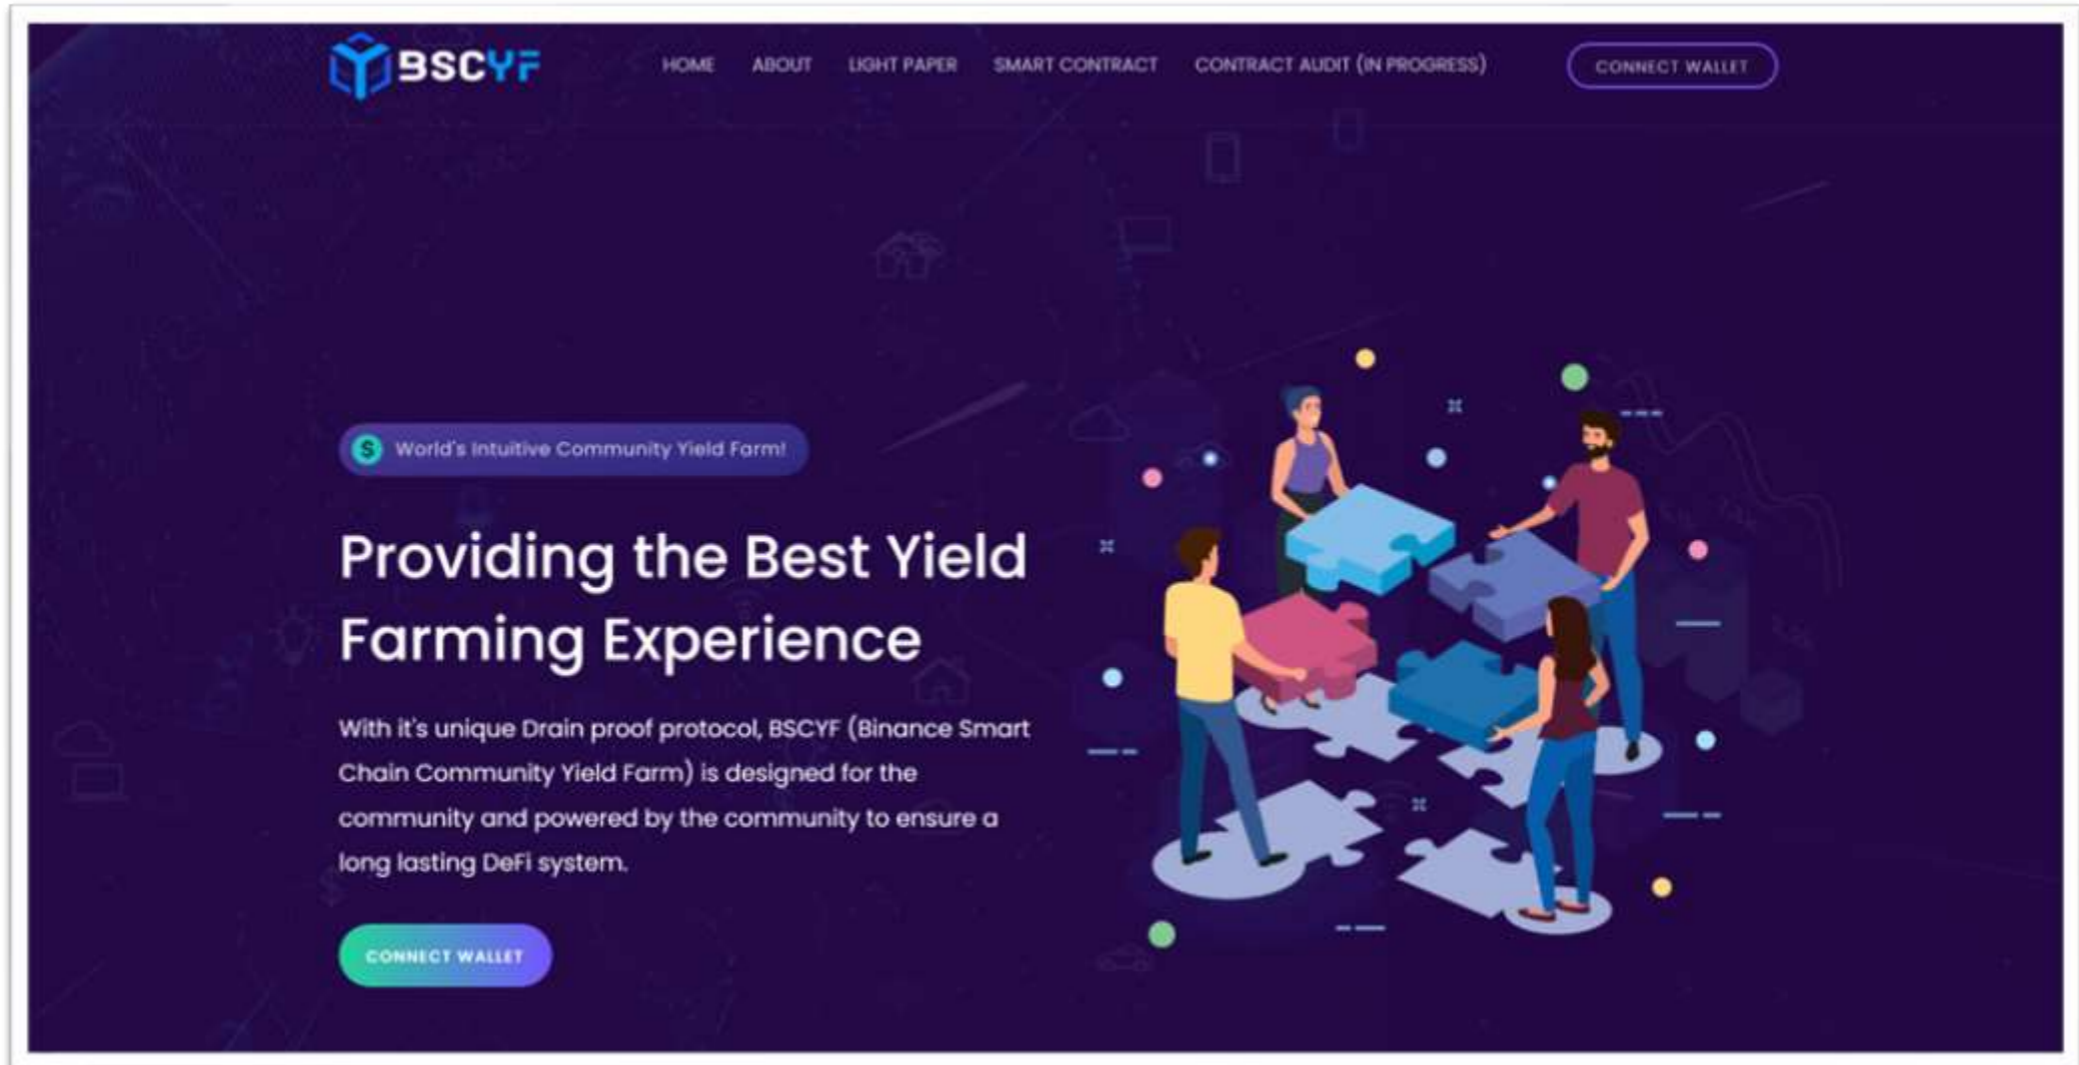 BSCYF
HOME ABOUT LIGHT PAPER SMART CONTRACT CONTRACT AUDIT (IN PROGRESS) CONNECT WALLET
$ World's Intuitive Community Yield Farm!
Providing the Best Yield
Farming Experience
With it's unique Drain proof protocol, BSCYF (Binance Smart
Chain Community Yield Farm) is designed for the
community and powered by the community to ensure a
long lasting DeFi system.
CONNECT WALLET